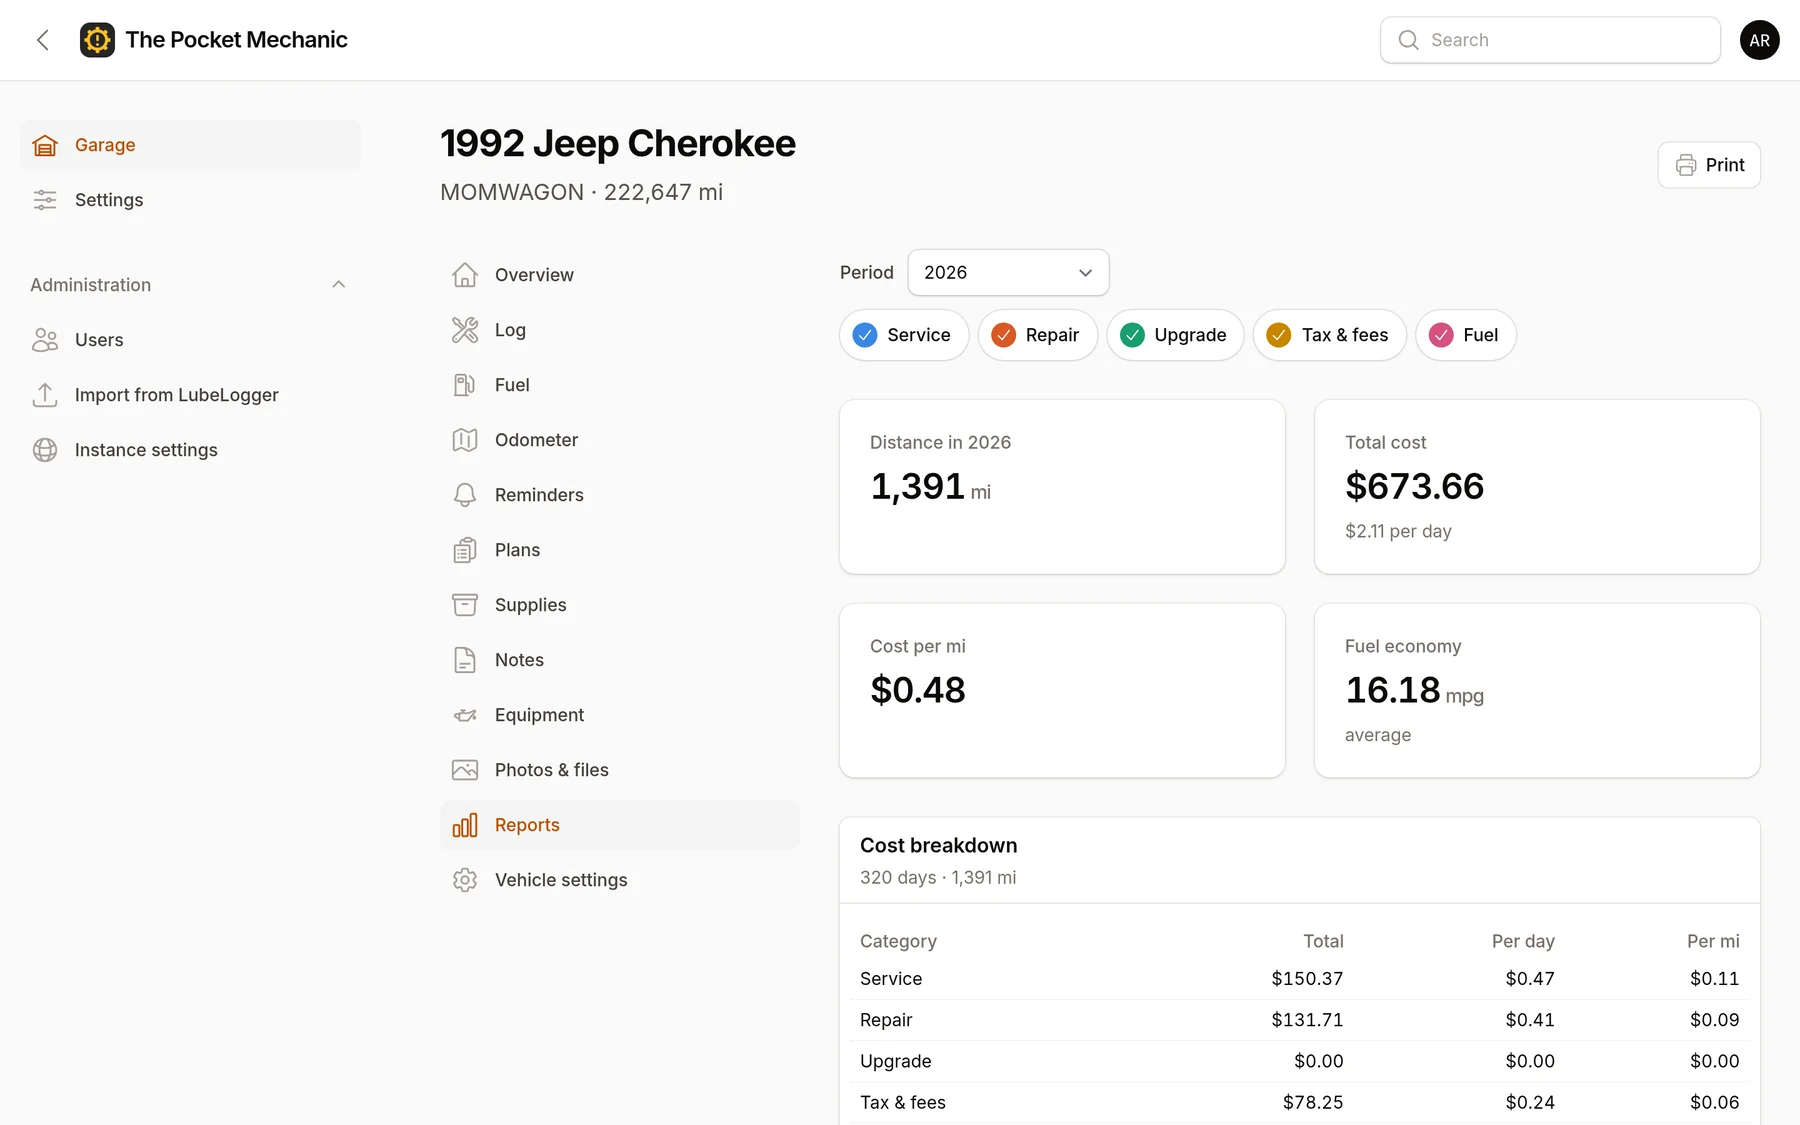 The Pocket Mechanic
Search
AR
Garage
Settings
Administration
Users
Import from LubeLogger
Instance settings
1992 Jeep Cherokee
MOMWAGON · 222,647 mi
Print
Overview
Log
Fuel
Odometer
Reminders
Plans
Supplies
Notes
Equipment
Photos & files
Reports
Vehicle settings
Period 2026
Service Repair Upgrade Tax & fees Fuel
Distance in 2026
1,391 mi
Total cost
$673.66
$2.11 per day
Cost per mi
$0.48
Fuel economy
16.18 mpg
average
Cost breakdown
320 days · 1,391 mi
Category Total Per day Per mi
Service $150.37 $0.47 $0.11
Repair $131.71 $0.41 $0.09
Upgrade $0.00 $0.00 $0.00
Tax & fees $78.25 $0.24 $0.06